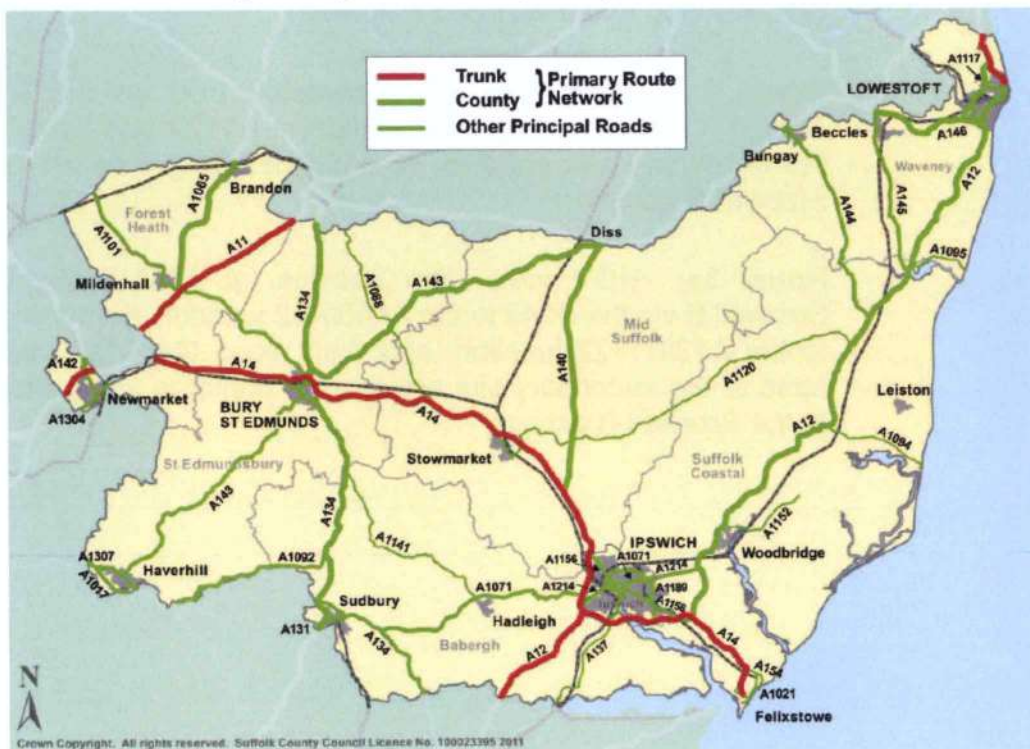 Trunk
County
Primary Route
Network
Other Principal Roads
A1117
LOWESTOFT
Beccles
A146
Bungay
Waveney
A12
A145
A144
A1095
Brandon
A1065
Forest
Heath
A1101
A11
Mildenhall
A134
A1088
A143
Diss
Mid
Suffolk
A140
A1120
A142
Newmarket
A1304
A14
BURY
ST EDMUNDS
A14
Stowmarket
Leiston
A12
A1094
Suffolk
Coastal
St Edmundsbury
A143
A134
A1092
A1141
A1307
A1017
Haverhill
A1156
IPSWICH
A1071
A1214
A1152
Woodbridge
A1214
A1189
Ipswich
A1156
A1071
Hadleigh
Sudbury
A131
A134
Babergh
A12
A137
A14
A154
A1021
Felixstowe
N
Crown Copyright. All rights reserved. Suffolk County Council Licence No. 100023395 2011